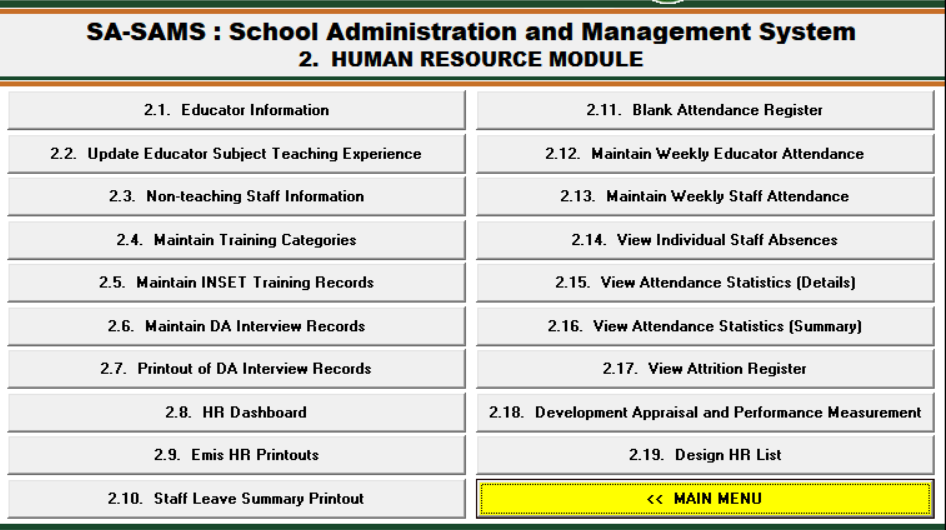 SA-SAMS : School Administration and Management System
2. HUMAN RESOURCE MODULE
2.1. Educator Information
2.2. Update Educator Subject Teaching Experience
2.3. Non-teaching Staff Information
2.4. Maintain Training Categories
2.5. Maintain INSET Training Records
2.6. Maintain DA Interview Records
2.7. Printout of DA Interview Records
2.8. HR Dashboard
2.9. Emis HR Printouts
2.10. Staff Leave Summary Printout
2.11. Blank Attendance Register
2.12. Maintain Weekly Educator Attendance
2.13. Maintain Weekly Staff Attendance
2.14. View Individual Staff Absences
2.15. View Attendance Statistics (Details)
2.16. View Attendance Statistics (Summary)
2.17. View Attrition Register
2.18. Development Appraisal and Performance Measurement
2.19. Design HR List
<< MAIN MENU